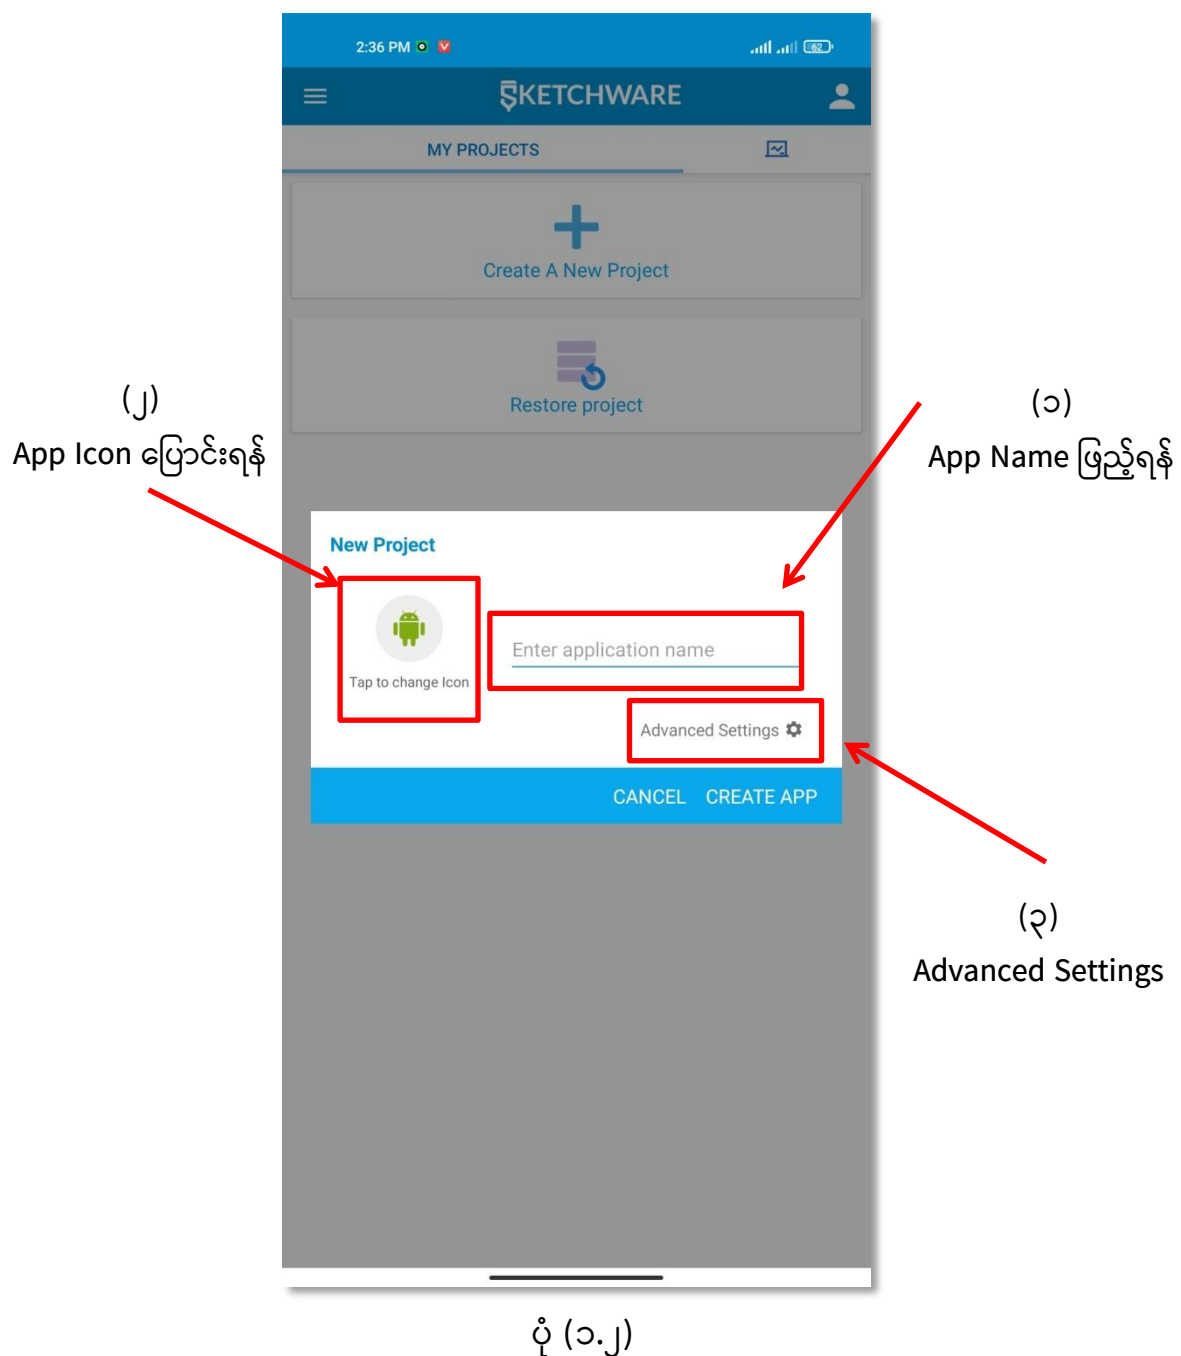 2:36 PM
62
SKETCHWARE
MY PROJECTS
Create A New Project
Restore project
(၂)
App Icon ပြောင်းရန်
(၁)
App Name ဖြည့်ရန်
New Project
Tap to change Icon
Enter application name
Advanced Settings
CANCEL CREATE APP
(၃)
Advanced Settings
ပုံ (၁.၂)